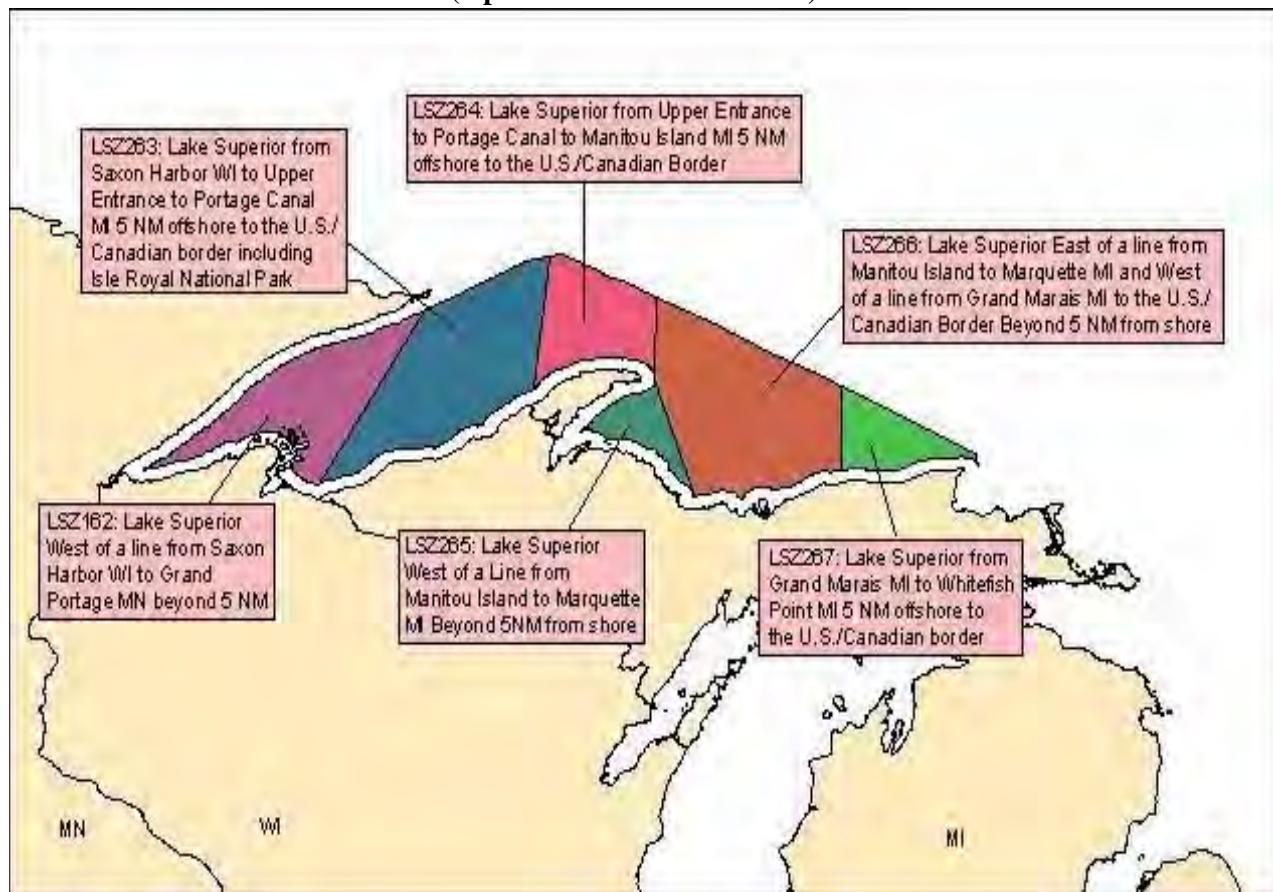 LSZ264: Lake Superior from Upper Entrance
to Portage Canal to Manitou Island MI 5 NM
offshore to the U.S./Canadian Border
LSZ263: Lake Superior from
Saxon Harbor WI to Upper
Entrance to Portage Canal
MI 5 NM offshore to the U.S./
Canadian border including
Isle Royal National Park
LSZ266: Lake Superior East of a line from
Manitou Island to Marquette MI and West
of a line from Grand Marais MI to the U.S./
Canadian Border Beyond 5 NM from shore
LSZ162: Lake Superior
West of a line from Saxon
Harbor WI to Grand
Portage MN beyond 5 NM
LSZ265: Lake Superior
West of a Line from
Manitou Island to Marquette
MI Beyond 5NM from shore
LSZ267: Lake Superior from
Grand Marais MI to Whitefish
Point MI 5 NM offshore to
the U.S./Canadian border
MN
WI
MI